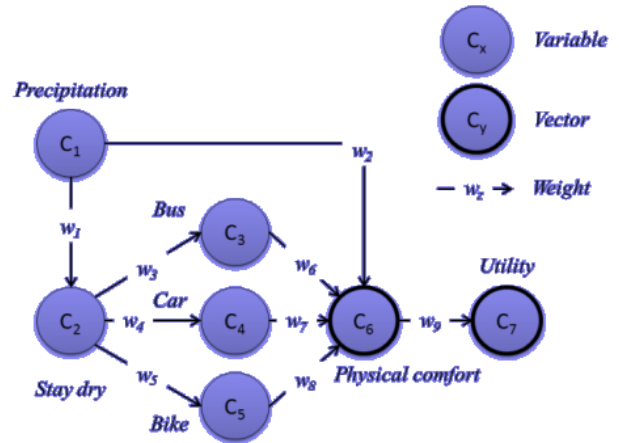 Cx
Variable
Precipitation
C1
Cy
Vector
w2
wz
Weight
w1
Bus
C3
w3
w6
Utility
Car
C2
w4
C4
w7
C6
w9
C7
w5
w8
Physical comfort
Stay dry
C5
Bike